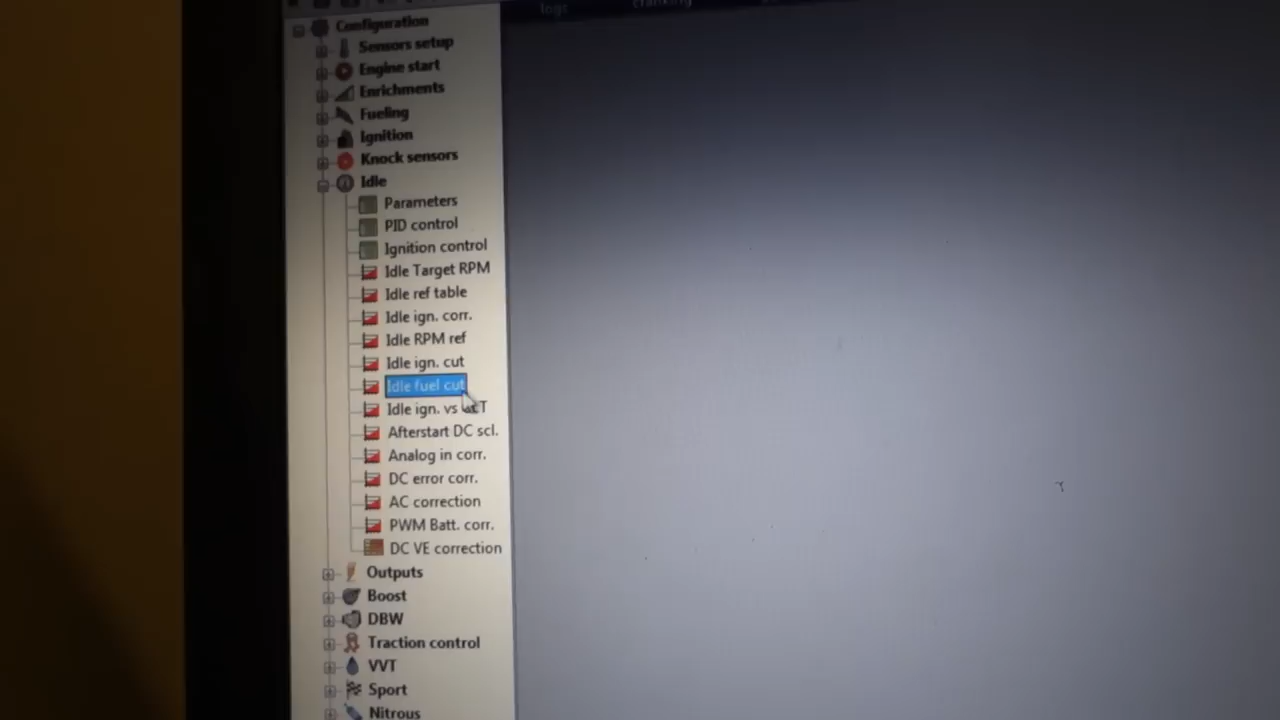 logs
cranking
Configuration
Sensors setup
Engine start
Enrichments
Fueling
Ignition
Knock sensors
Idle
Parameters
PID control
Ignition control
Idle Target RPM
Idle ref table
Idle ign. corr.
Idle RPM ref
Idle ign. cut
Idle fuel cut
Idle ign. vs
Afterstart DC scl.
Analog in corr.
DC error corr.
AC correction
PWM Batt. corr.
DC VE correction
Outputs
Boost
DBW
Traction control
VVT
Sport
Nitrous